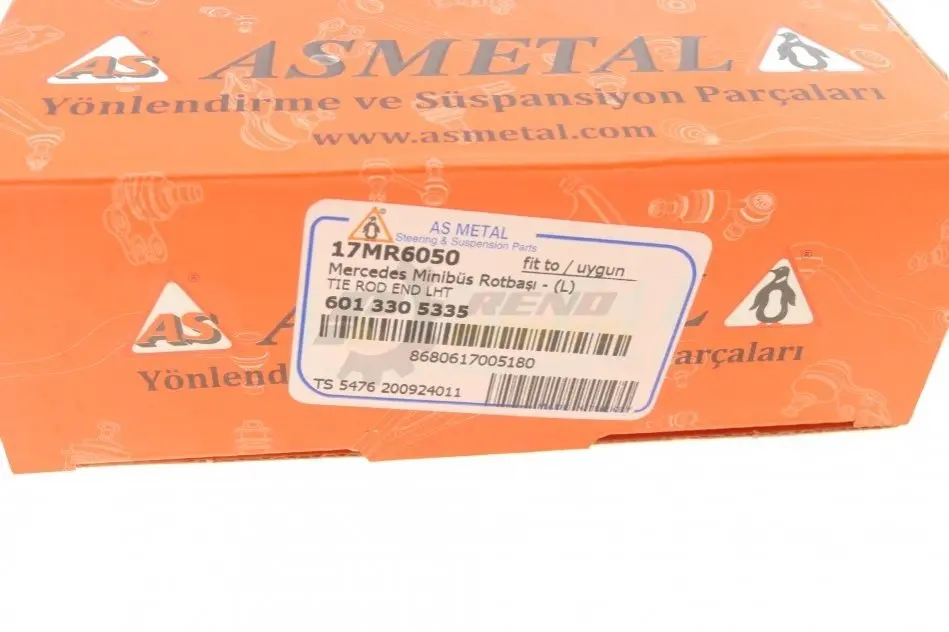 AS ® ASMETAL
Yönlendirme ve Süspansiyon Parçaları
www.asmetal.com
AS METAL
Steering & Suspension Parts
17MR6050 fit to / uygun
Mercedes Minibüs Rotbaşı - (L)
TIE ROD END LHT
601 330 5335
8680617005180
TS 5476 200924011
AS ®
arçaları